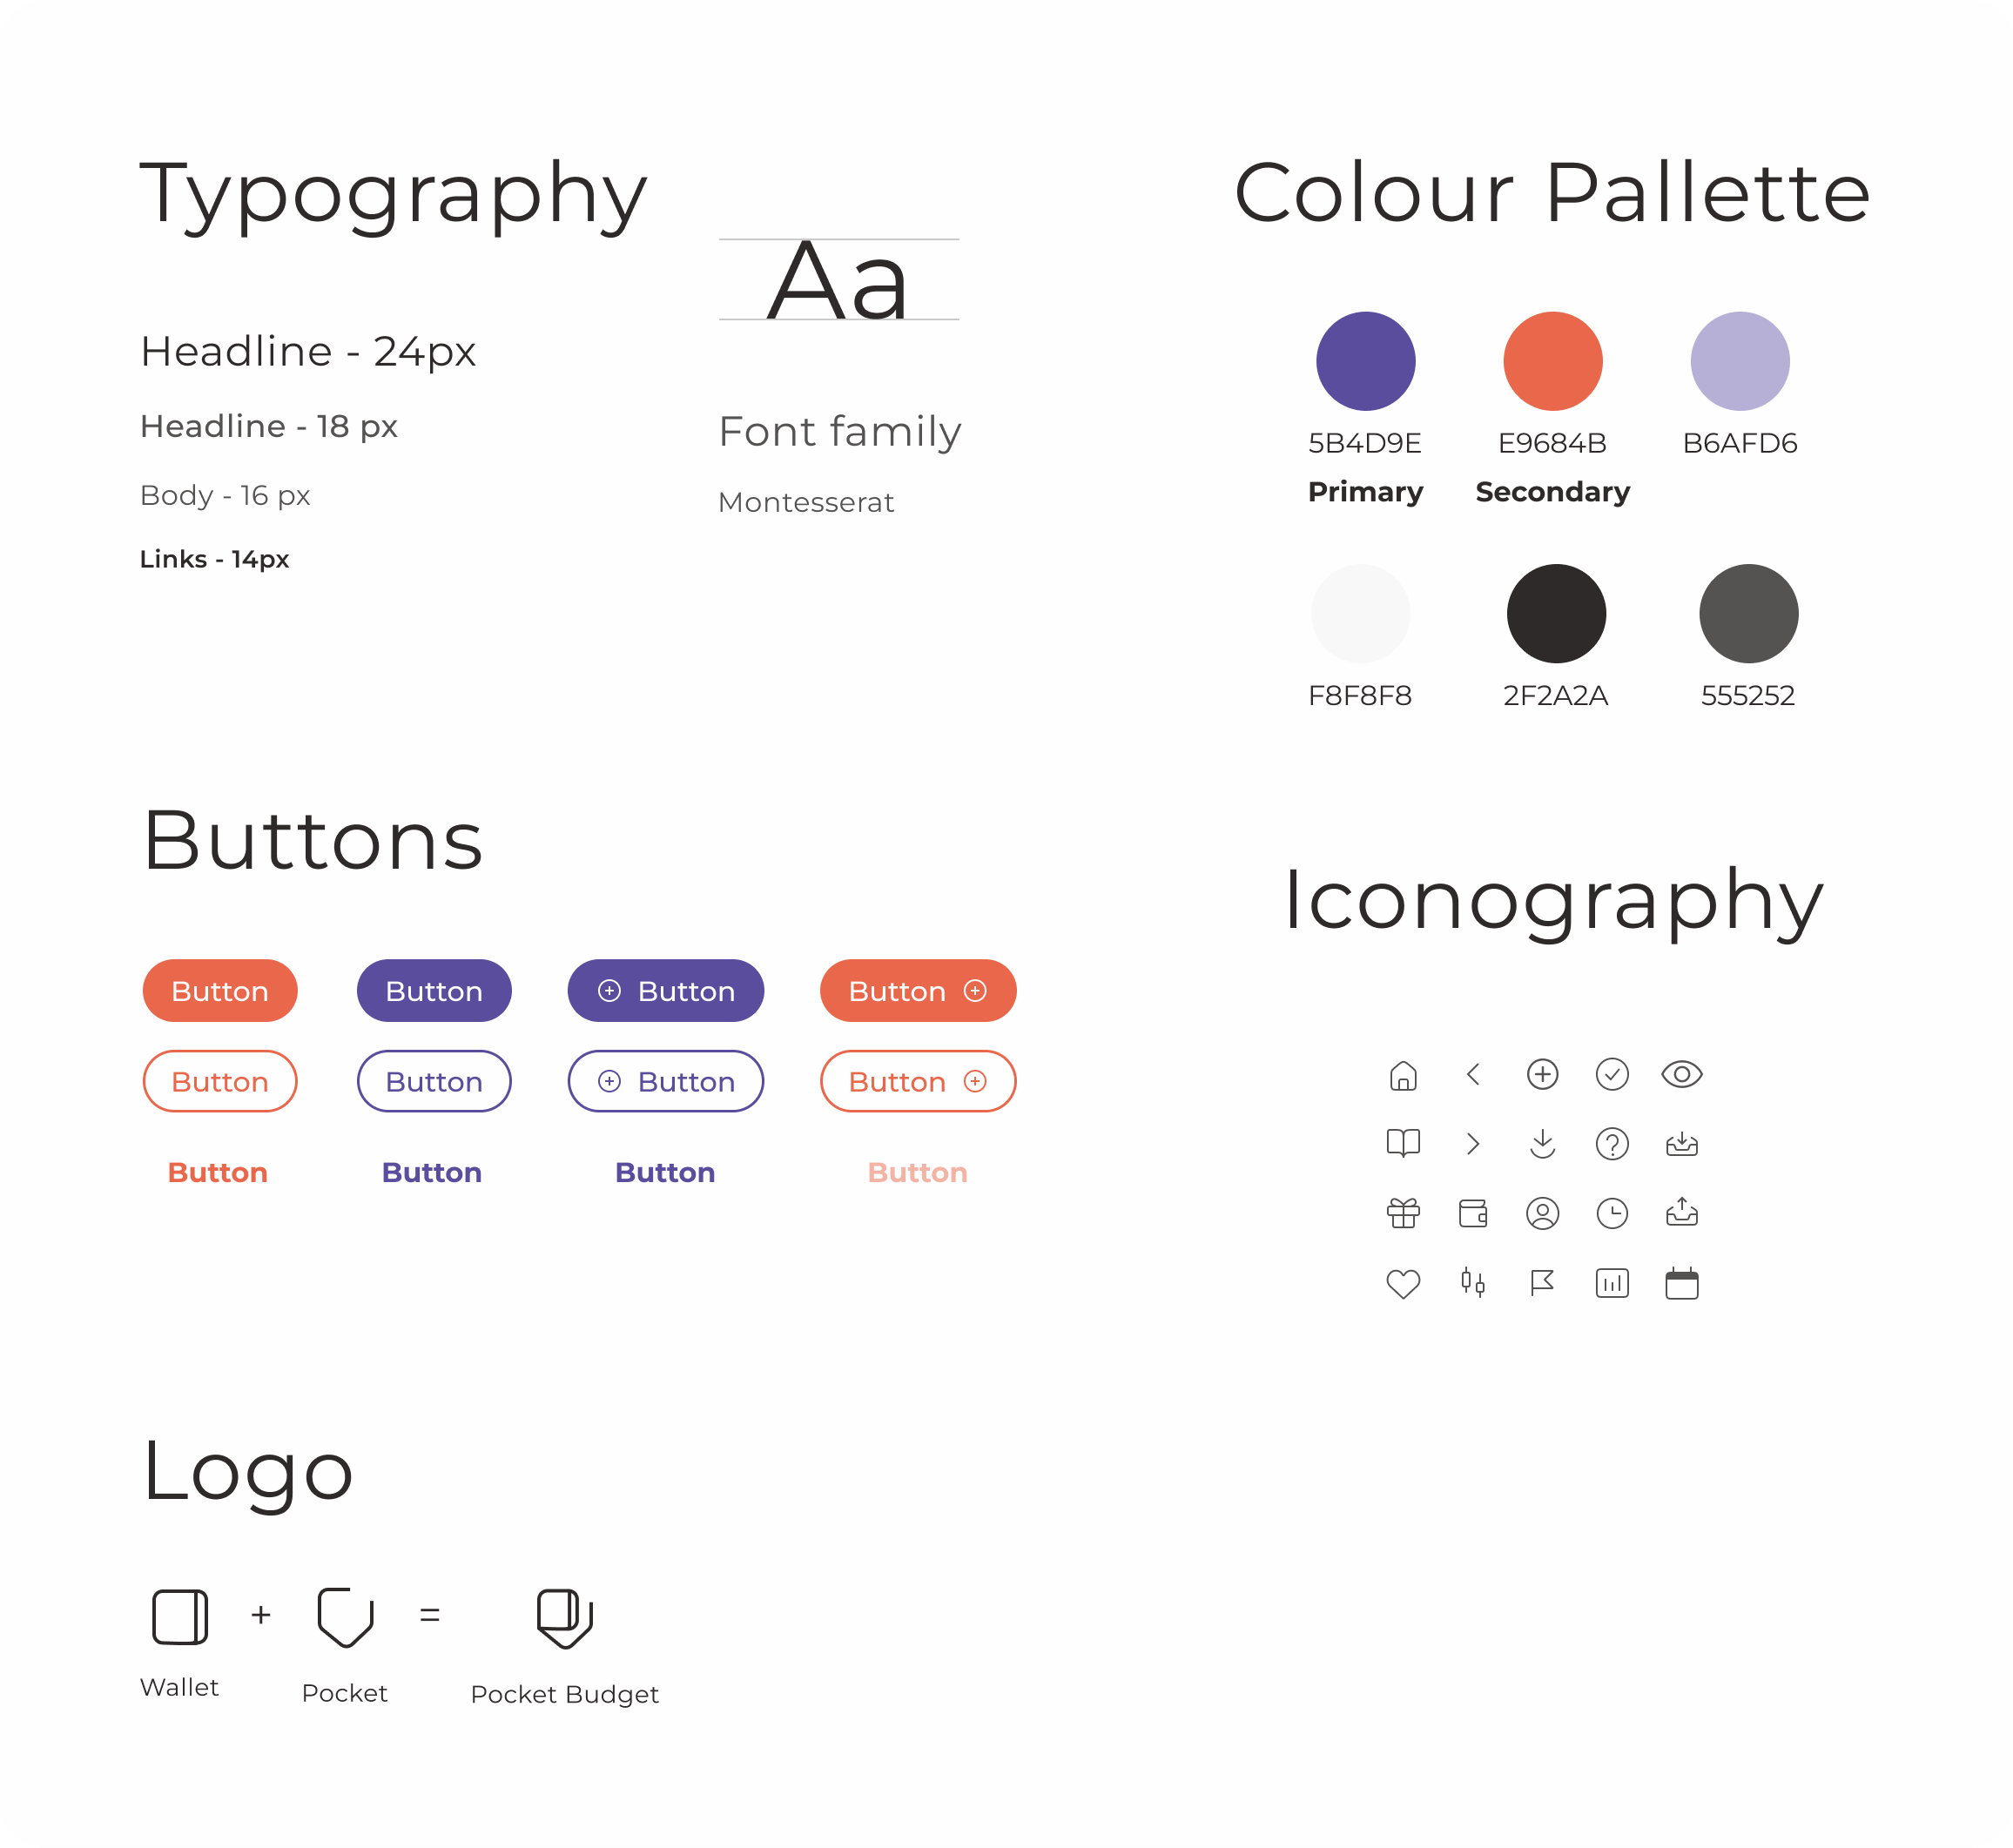 Typography
Aa
Headline - 24px
Headline - 18 px
Body - 16 px
Links - 14px
Font family
Montesserat
Colour Pallette
5B4D9E
E9684B
B6AFD6
Primary
Secondary
F8F8F8
2F2A2A
555252
Buttons
Button
Button
Button
Button
Button
Button
Button
Button
Button
Button
Button
Button
Iconography
Logo
+
=
Wallet
Pocket
Pocket Budget